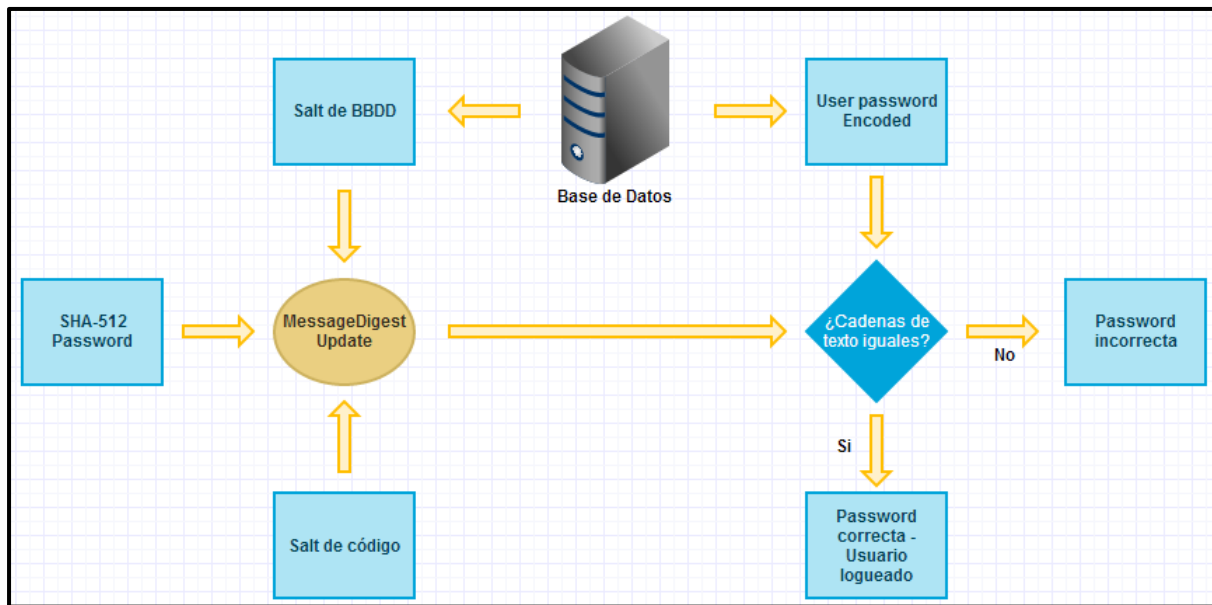 Salt de BBDD
User password
Encoded
Base de Datos
SHA-512
Password
MessageDigest
Update
¿Cadenas de
texto iguales?
No
Password
incorrecta
Si
Salt de código
Password
correcta -
Usuario
logueado